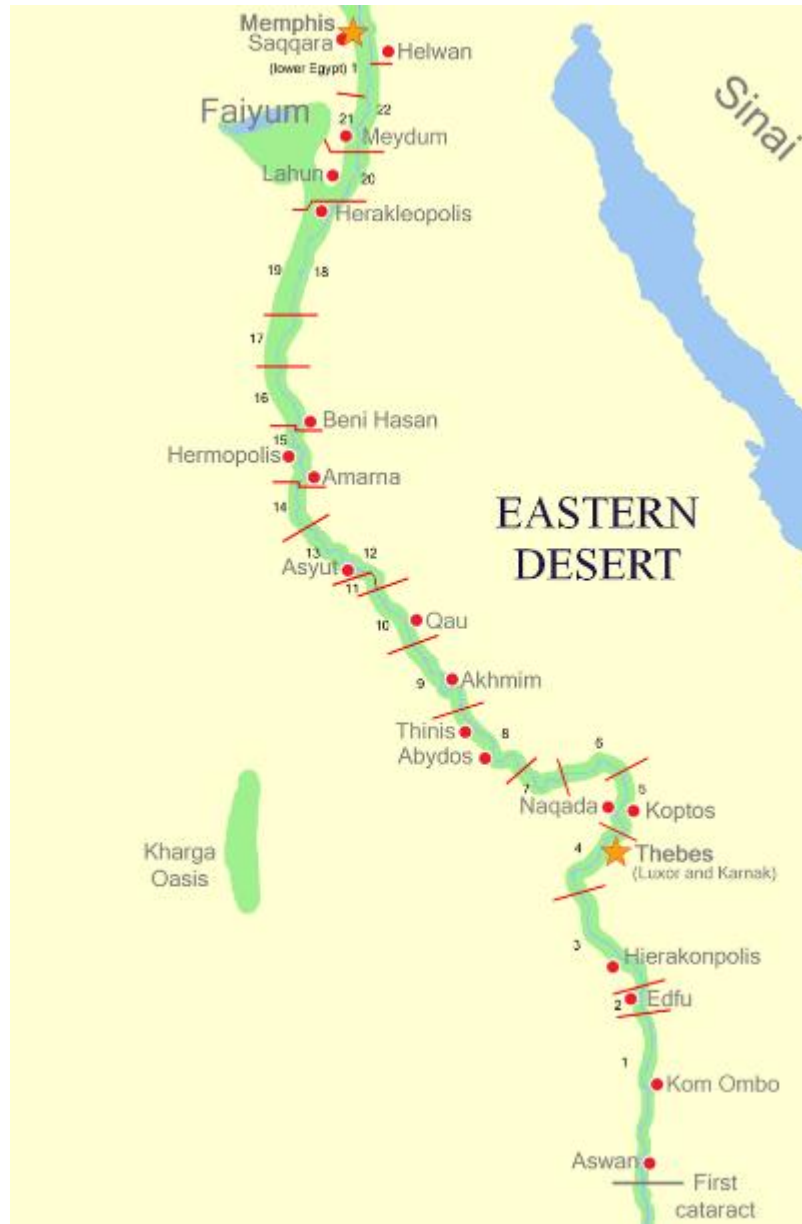 Memphis
Saqqara
Helwan
(lower Egypt) 1
Sinai
Faiyum
22
21
Meydum
Lahun
20
Herakleopolis
19
18
17
16
Beni Hasan
15
Hermopolis
Amarna
14
EASTERN
DESERT
13
12
Asyut
11
10
Qau
9
Akhmim
Thinis
8
Abydos
6
7
5
Naqada
Koptos
Kharga
Oasis
4
Thebes
(Luxor and Karnak)
3
Hierakonpolis
2
Edfu
1
Kom Ombo
Aswan
First
cataract